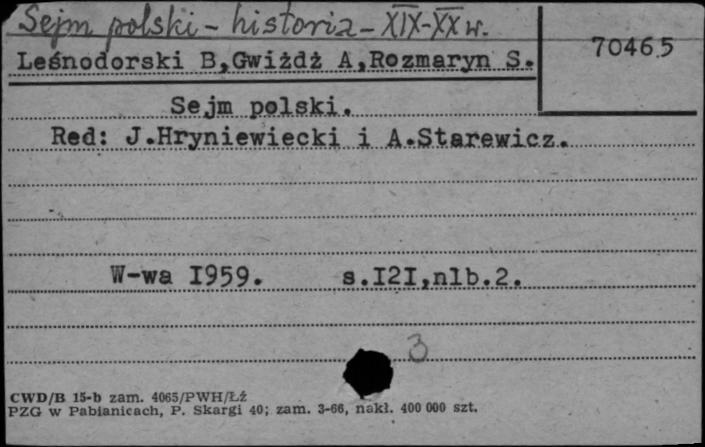 Sejm polski - historia - XIX-XX w.
70465
Leśnodorski B,Gwiżdż A,Rozmaryn S.
Sejm polski.
Red: J.Hryniewiecki i A.Starewicz.
W-wa I959. s.I2I,nlb.2.
3
CWD/B 15-b zam. 4065/PWH/Łź
PZG w Pabianicach, P. Skargi 40; zam. 3-66, nakł. 400 000 szt.